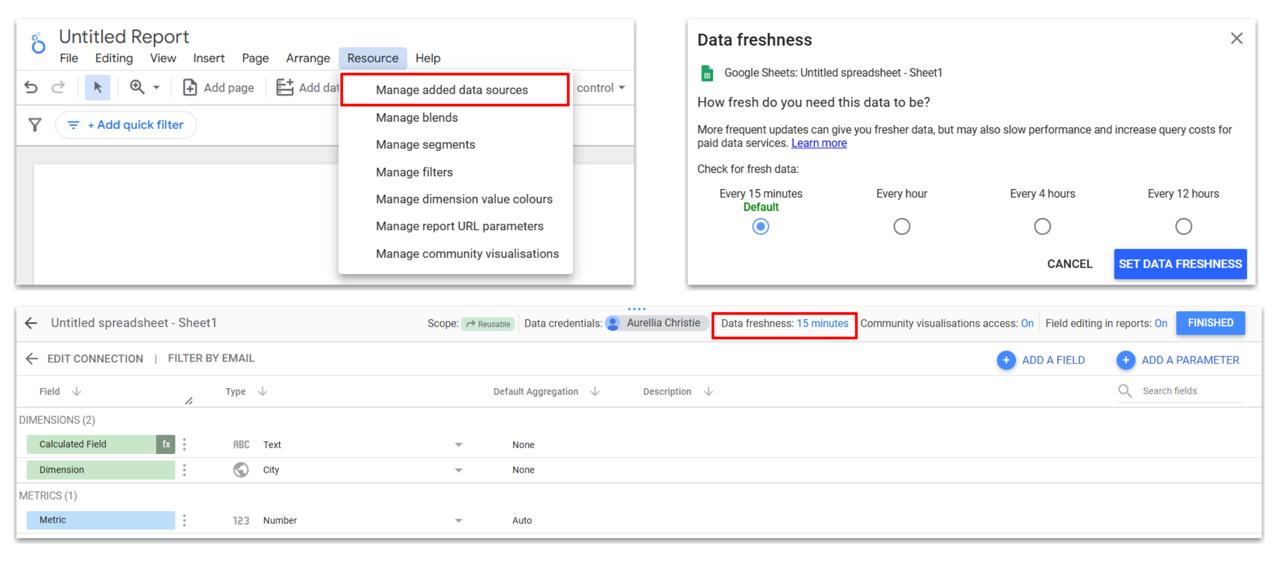 Untitled Report
File Editing View Insert Page Arrange Resource Help
Add page
Add dat
control
+ Add quick filter
Manage added data sources
Manage blends
Manage segments
Manage filters
Manage dimension value colours
Manage report URL parameters
Manage community visualisations
Data freshness
Google Sheets: Untitled spreadsheet - Sheet1
How fresh do you need this data to be?
More frequent updates can give you fresher data, but may also slow performance and increase query costs for
paid data services. Learn more
Check for fresh data:
Every 15 minutes Every hour Every 4 hours Every 12 hours
Default
CANCEL SET DATA FRESHNESS
Untitled spreadsheet - Sheet1 Scope: Reusable Data credentials: Aurellia Christie Data freshness: 15 minutes Community visualisations access: On Field editing in reports: On FINISHED
EDIT CONNECTION | FILTER BY EMAIL + ADD A FIELD + ADD A PARAMETER
Field Type Default Aggregation Description Search fields
DIMENSIONS (2)
Calculated Field fx ABC Text None
Dimension City None
METRICS (1)
Metric 123 Number Auto